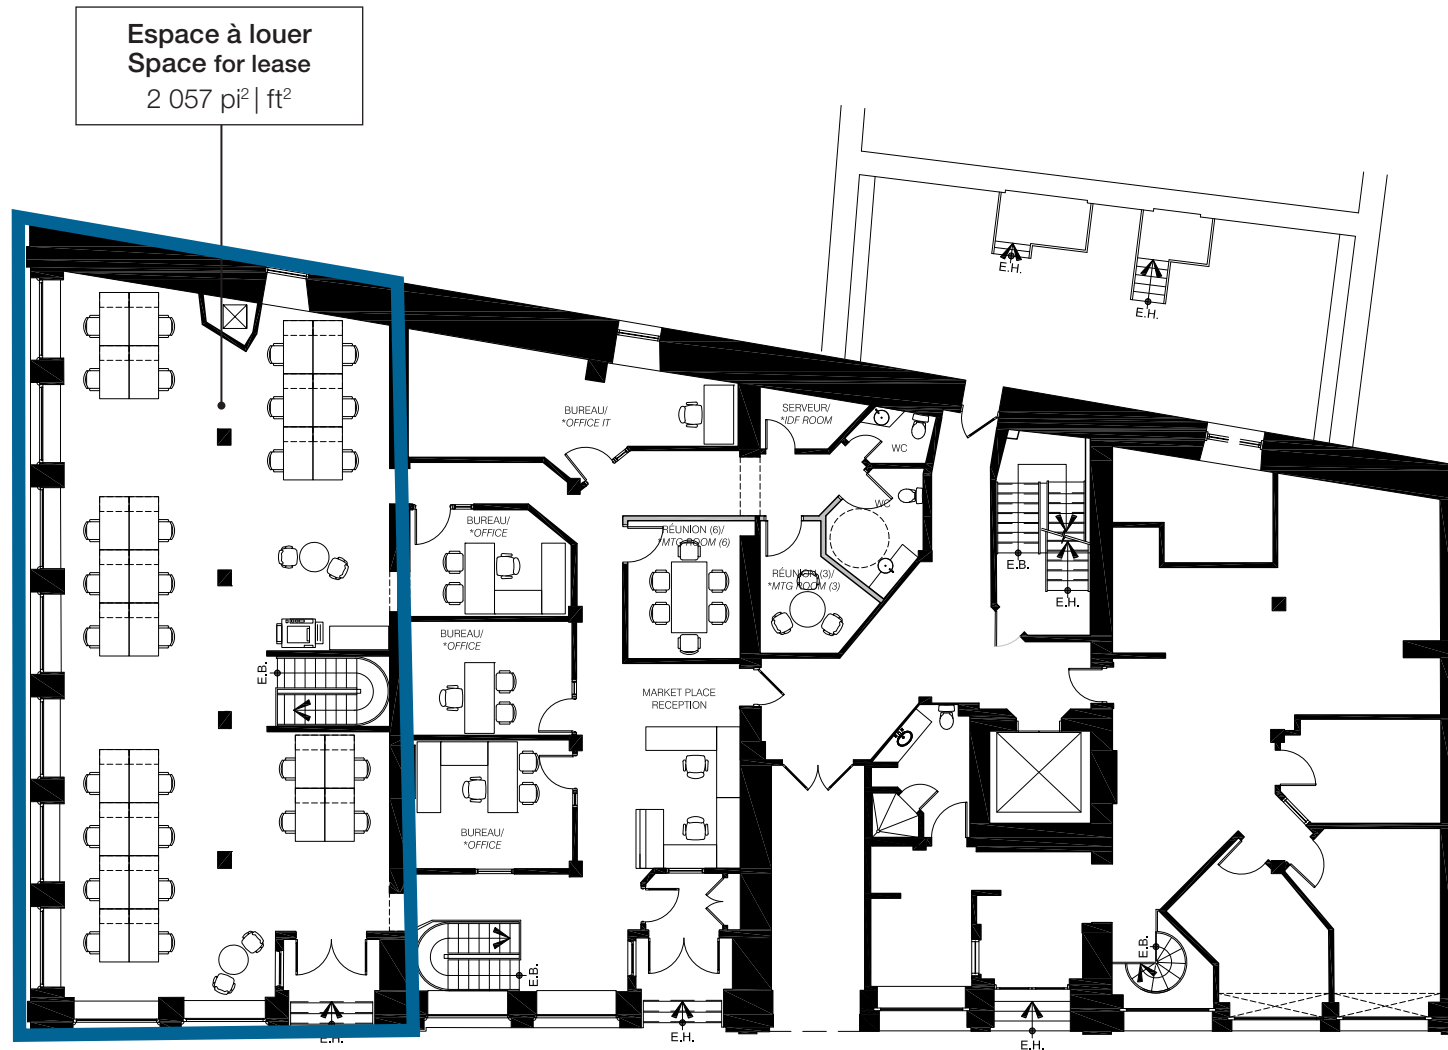 Espace à louer
Space for lease
2 057 pi² | ft²
E.H.
E.H.
BUREAU/
*OFFICE IT
SERVEUR/
*IDF ROOM
WC
WC
BUREAU/
*OFFICE
RÉUNION (6)/
*MTG ROOM (6)
RÉUNION (3)/
*MTG ROOM (3)
E.B.
E.H.
BUREAU/
*OFFICE
E.B.
MARKET PLACE
RECEPTION
BUREAU/
*OFFICE
E.B.
E.B.
E.H.
E.H.
E.H.